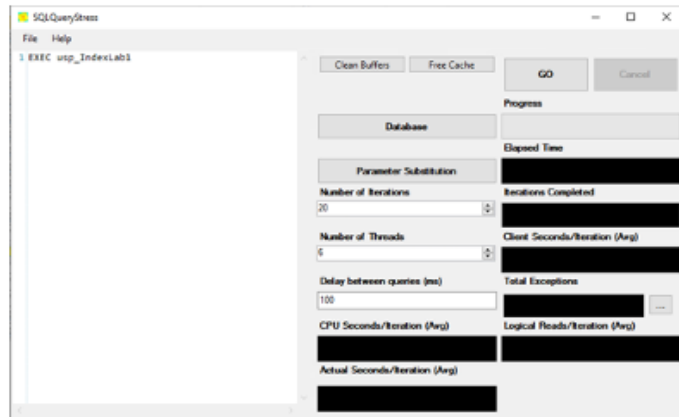 SQLQueryStress
File Help
1 EXEC usp_IndexLab1
Clean Buffers
Free Cache
GO
Cancel
Progress
Database
Elapsed Time
Parameter Substitution
Number of Iterations
Iterations Completed
20
Number of Threads
Client Seconds/Iteration (Avg)
6
Delay between queries (ms)
Total Exceptions
100
...
CPU Seconds/Iteration (Avg)
Logical Reads/Iteration (Avg)
Actual Seconds/Iteration (Avg)